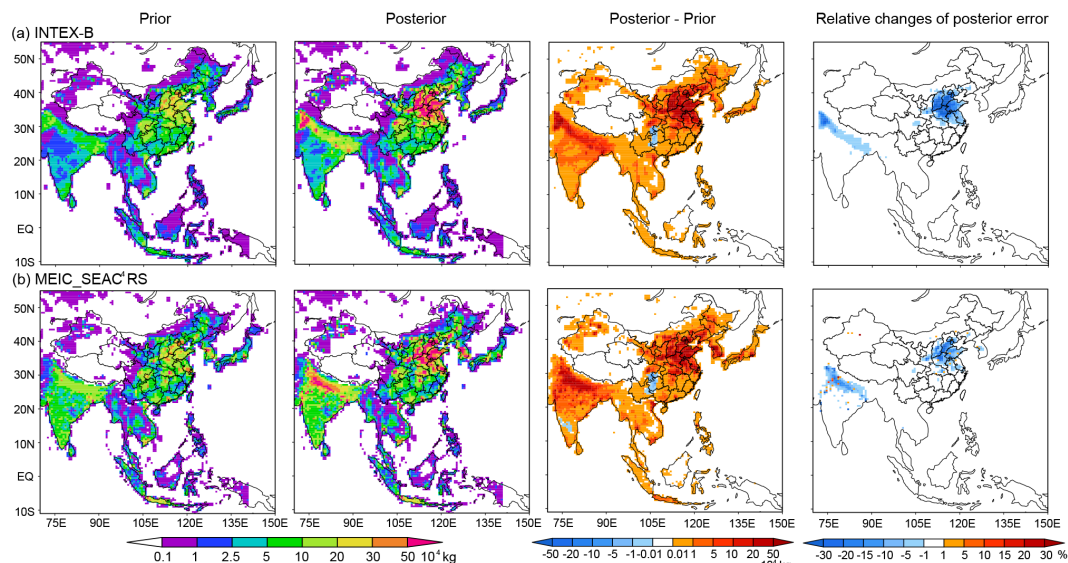 Prior Posterior Posterior - Prior Relative changes of posterior error
(a) INTEX-B
50N
40N
30N
20N
10N
EQ
10S
(b) MEIC_SEAC⁴RS
50N
40N
30N
20N
10N
EQ
10S
75E 90E 105E 120E 135E 150E 75E 90E 105E 120E 135E 150E 75E 90E 105E 120E 135E 150E 75E 90E 105E 120E 135E 150E
0.1 1 2.5 5 10 20 30 50 10⁴ kg -50 -20 -10 -1 -0.01 0.01 1 5 10 20 50 -30 -15 -10 -5 -1 1 5 10 15 20 30 %